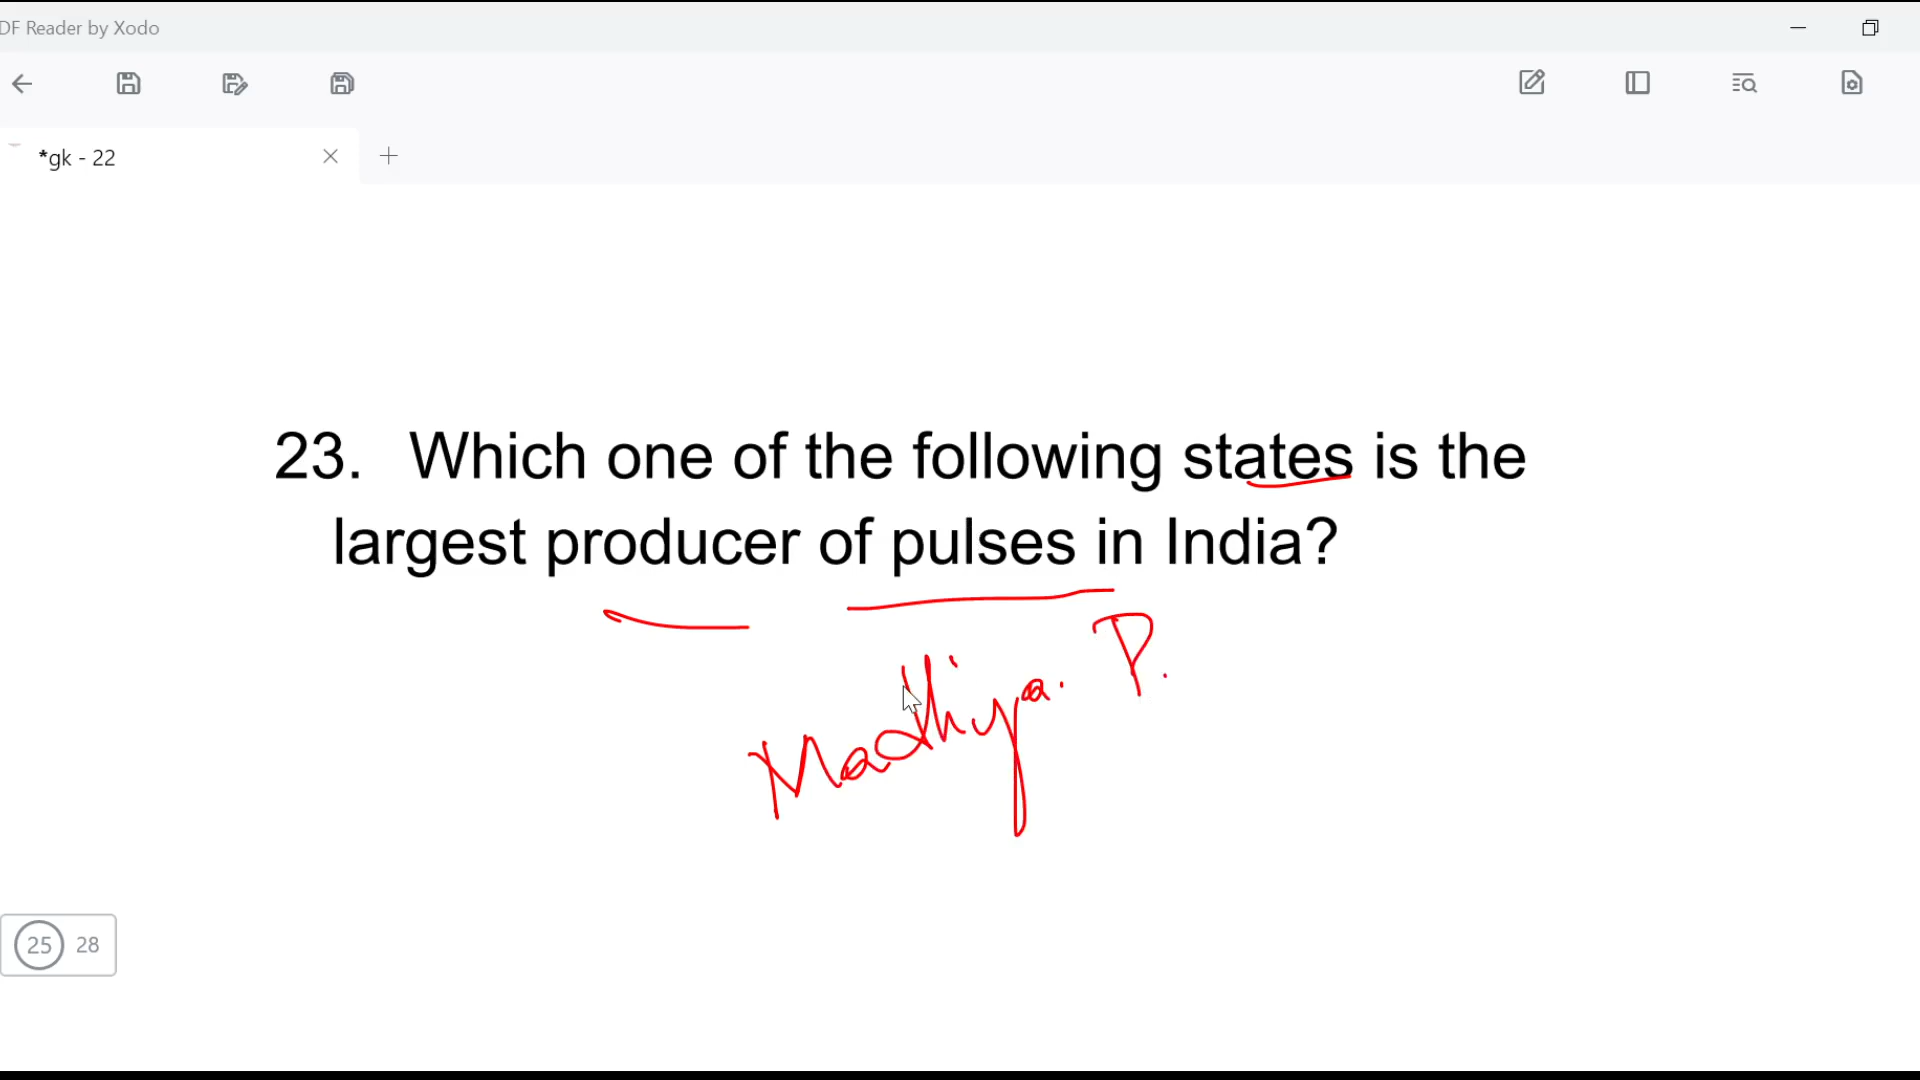 DF Reader by Xodo
*gk - 22
23. Which one of the following states is the
largest producer of pulses in India?
Madhya. P.
25 28